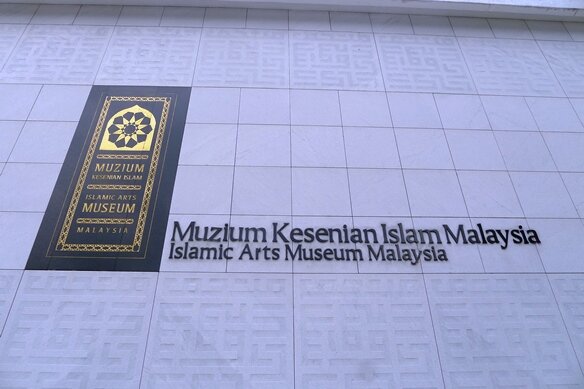 MUZIUM
KESENIAN ISLAM
ISLAMIC ARTS
MUSEUM
MALAYSIA
Muzium Kesenian Islam Malaysia
Islamic Arts Museum Malaysia